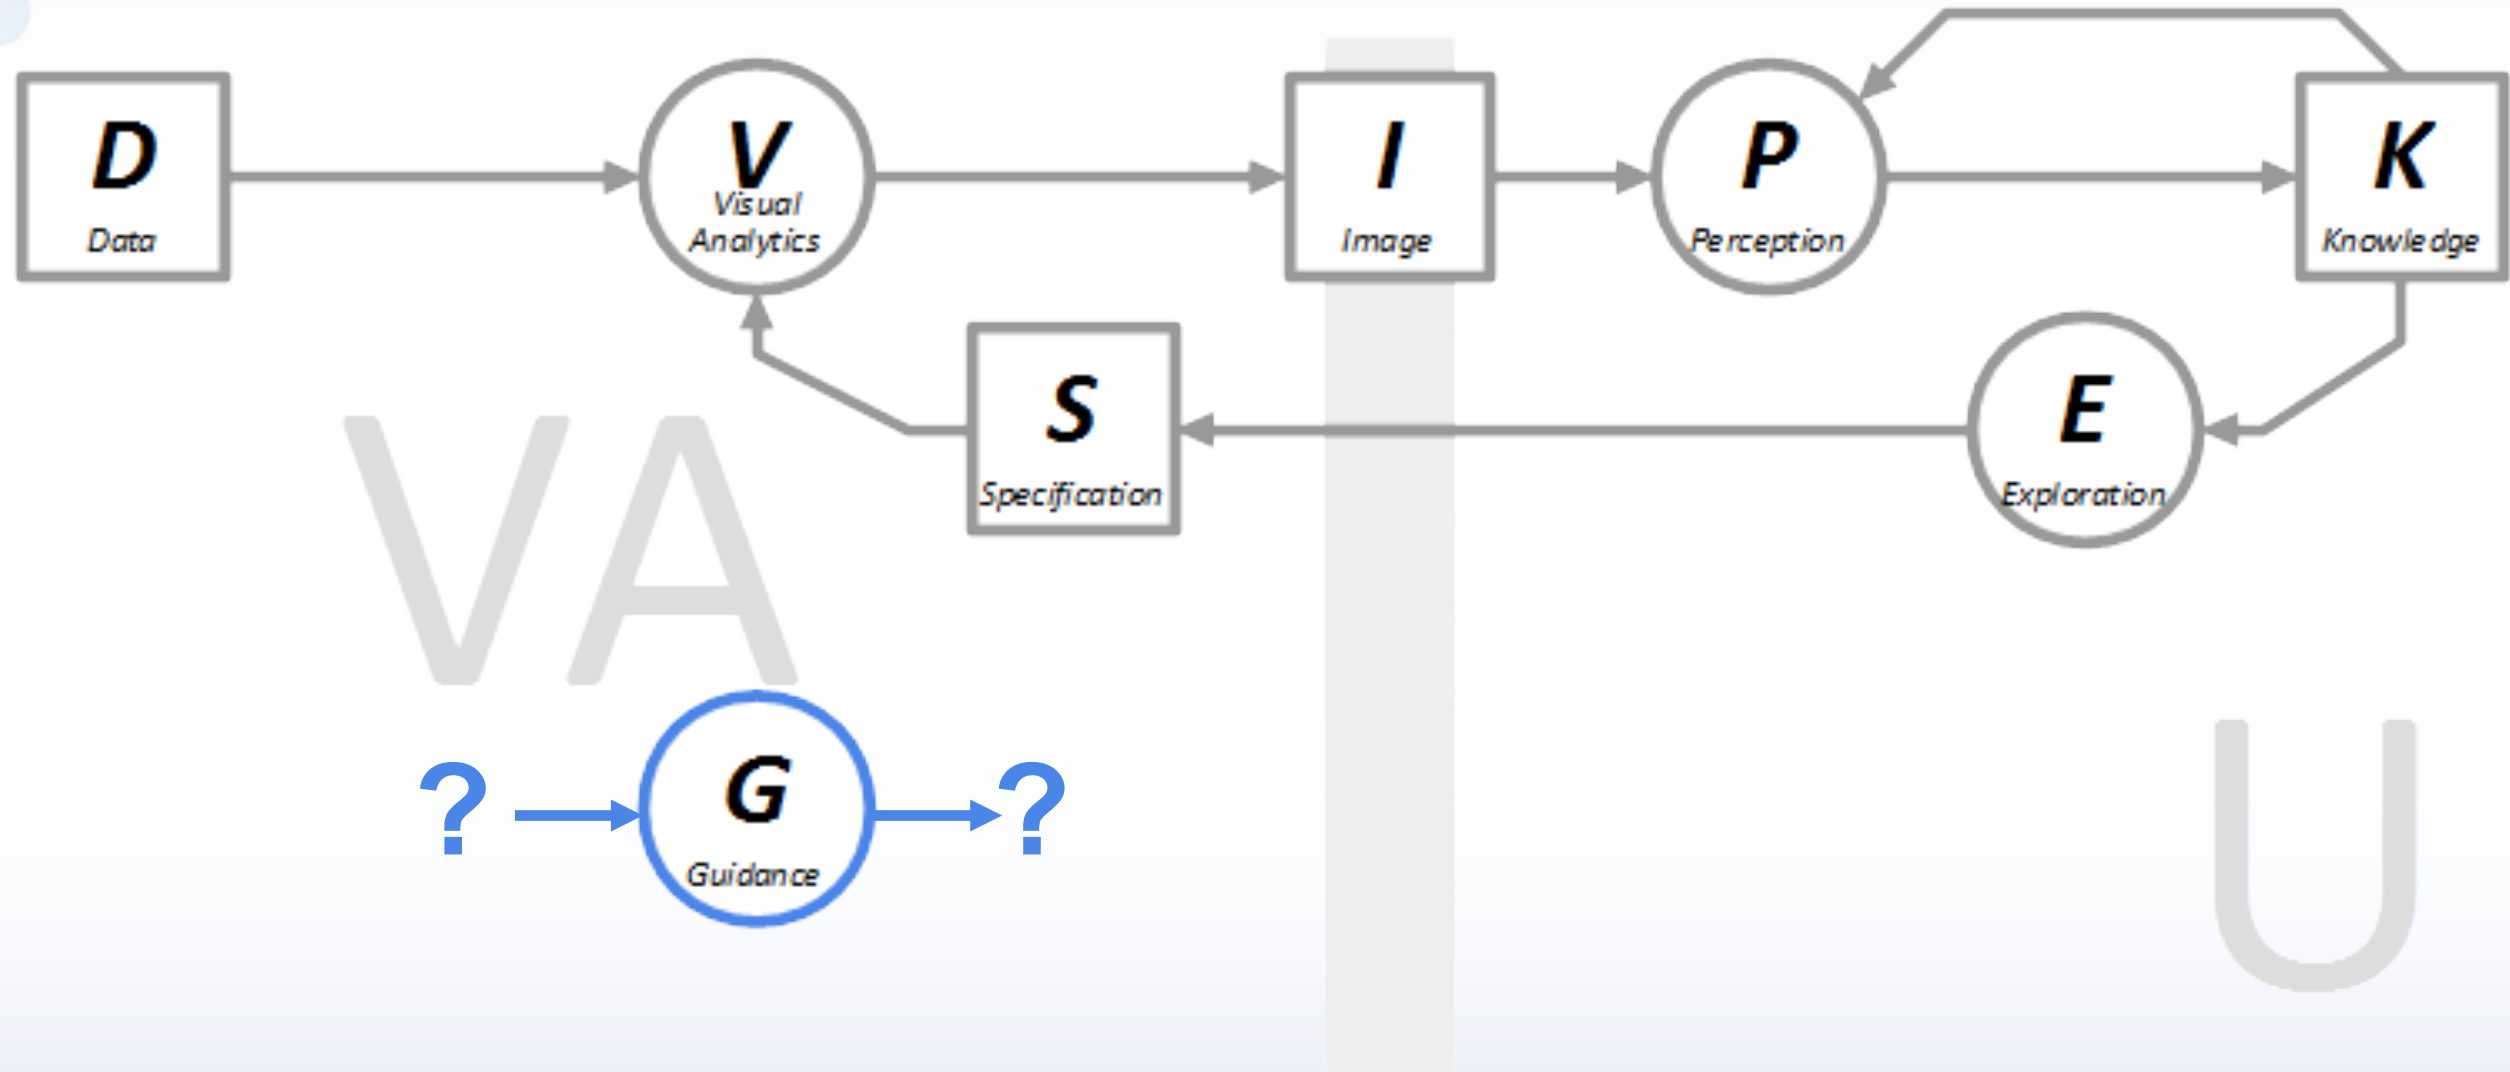 D
Data
V
Visual
Analytics
I
Image
P
Perception
K
Knowledge
S
Specification
E
Exploration
VA
?
G
Guidance
?
U